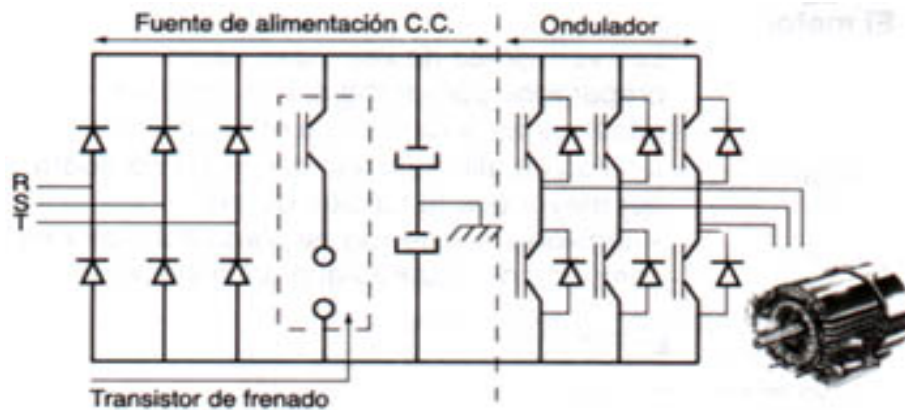 Fuente de alimentación C.C.
Ondulador
R
S
T
Transistor de frenado